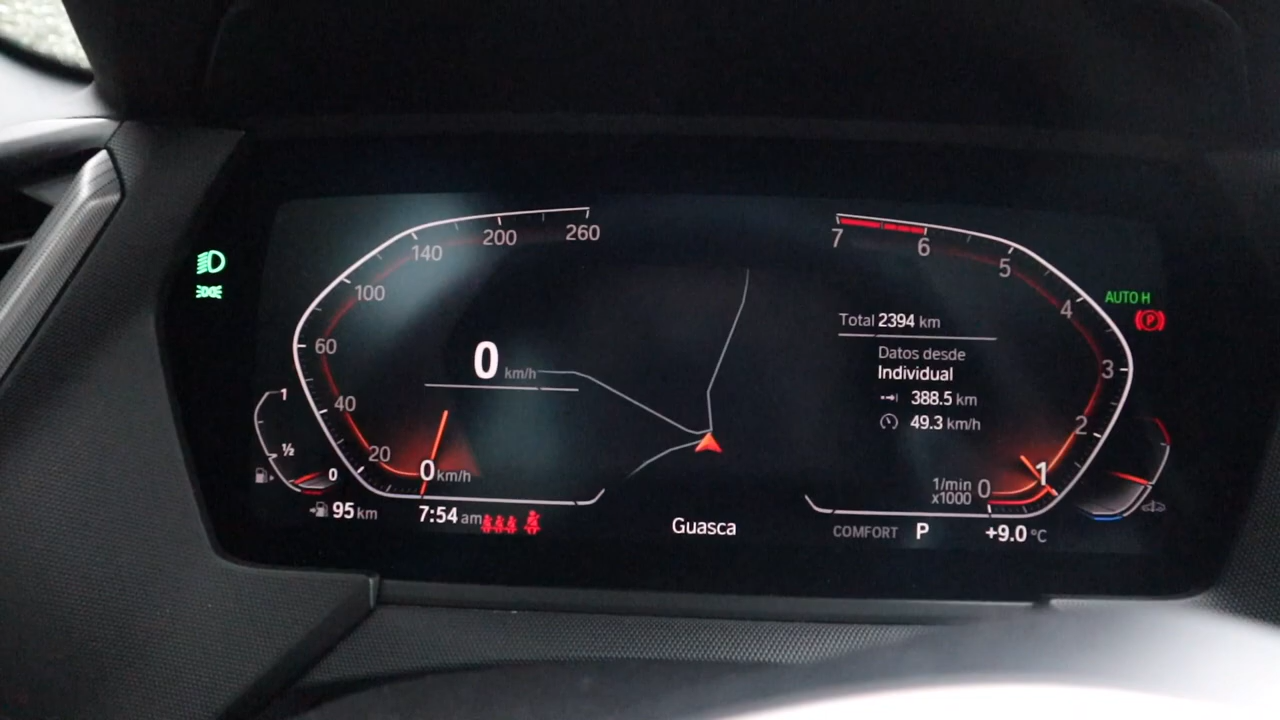 260
200
140
100
60
40
20
0 km/h
0 km/h
1
½
0
95 km
7:54 am
Guasca
7
6
5
4
3
2
1
0
1/min
x1000
AUTO H
P
Total 2394 km
Datos desde
Individual
388.5 km
49.3 km/h
COMFORT P
+9.0 °C